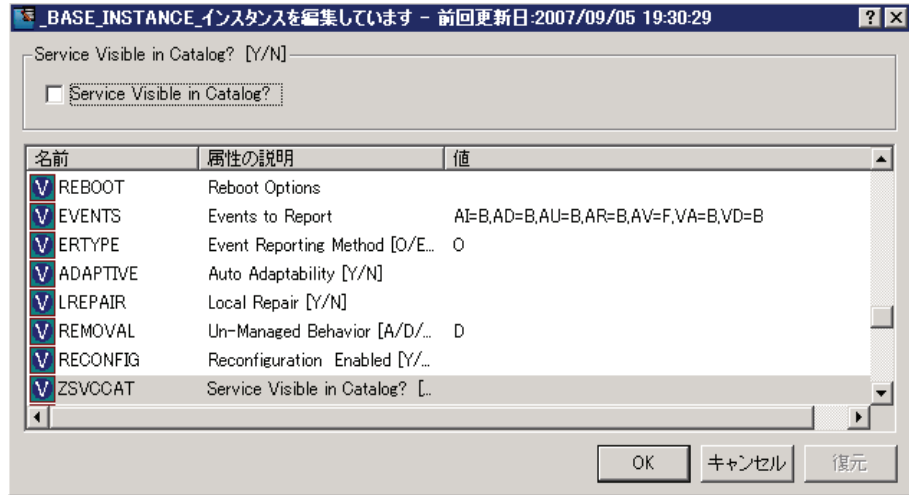 _BASE_INSTANCE_インスタンスを編集しています - 前回更新日:2007/09/05 19:30:29
Service Visible in Catalog? [Y/N]
Service Visible in Catalog?
名前 属性の説明 値
V REBOOT Reboot Options
V EVENTS Events to Report AI=B,AD=B,AU=B,AR=B,AV=F,VA=B,VD=B
V ERTYPE Event Reporting Method [O/E... O
V ADAPTIVE Auto Adaptability [Y/N]
V LREPAIR Local Repair [Y/N]
V REMOVAL Un-Managed Behavior [A/D/... D
V RECONFIG Reconfiguration Enabled [Y/...
V ZSVCCAT Service Visible in Catalog? [...
OK キャンセル 復元